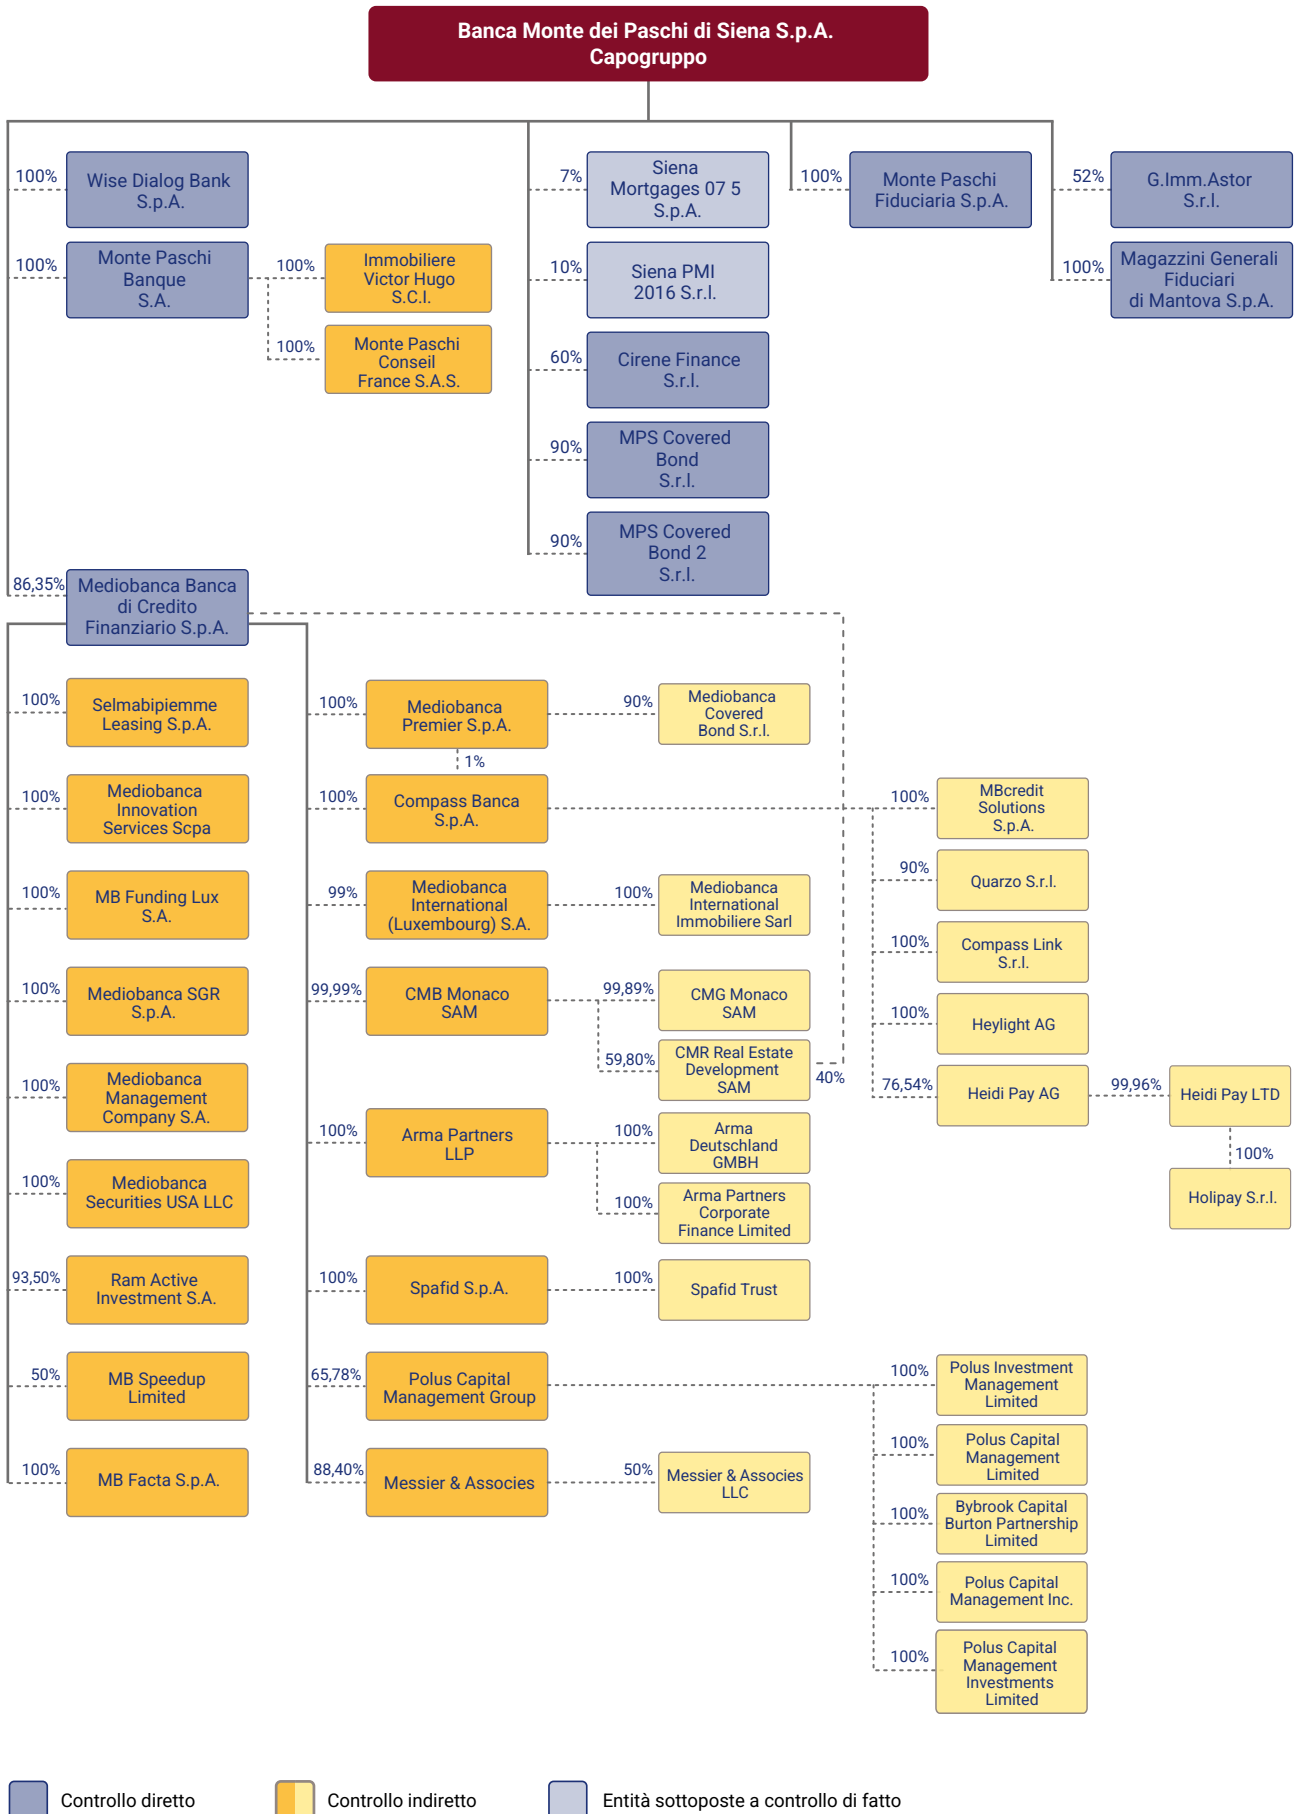 Banca Monte dei Paschi di Siena S.p.A.
Capogruppo
100%
Wise Dialog Bank
S.p.A.
100%
Monte Paschi
Banque
S.A.
100%
Immobiliere
Victor Hugo
S.C.I.
100%
Monte Paschi
Conseil
France S.A.S.
7%
Siena
Mortgages 07 5
S.p.A.
10%
Siena PMI
2016 S.r.l.
60%
Cirene Finance
S.r.l.
90%
MPS Covered
Bond
S.r.l.
90%
MPS Covered
Bond 2
S.r.l.
100%
Monte Paschi
Fiduciaria S.p.A.
52%
G.Imm.Astor
S.r.l.
100%
Magazzini Generali
Fiduciari
di Mantova S.p.A.
86,35%
Mediobanca Banca
di Credito
Finanziario S.p.A.
100%
Selmabipiemme
Leasing S.p.A.
100%
Mediobanca
Innovation
Services Scpa
100%
MB Funding Lux
S.A.
100%
Mediobanca SGR
S.p.A.
100%
Mediobanca
Management
Company S.A.
100%
Mediobanca
Securities USA LLC
93,50%
Ram Active
Investment S.A.
50%
MB Speedup
Limited
100%
MB Facta S.p.A.
100%
Mediobanca
Premier S.p.A.
90%
Mediobanca
Covered
Bond S.r.l.
1%
100%
Compass Banca
S.p.A.
100%
MBcredit
Solutions
S.p.A.
90%
Quarzo S.r.l.
100%
Compass Link
S.r.l.
100%
Heylight AG
76,54%
Heidi Pay AG
99,96%
Heidi Pay LTD
100%
Holipay S.r.l.
99%
Mediobanca
International
(Luxembourg) S.A.
100%
Mediobanca
International
Immobiliere Sarl
99,99%
CMB Monaco
SAM
99,89%
CMG Monaco
SAM
59,80%
CMR Real Estate
Development
SAM
40%
100%
Arma Partners
LLP
100%
Arma
Deutschland
GMBH
100%
Arma Partners
Corporate
Finance Limited
100%
Spafid S.p.A.
100%
Spafid Trust
65,78%
Polus Capital
Management Group
100%
Polus Investment
Management
Limited
100%
Polus Capital
Management
Limited
100%
Bybrook Capital
Burton Partnership
Limited
100%
Polus Capital
Management Inc.
100%
Polus Capital
Management
Investments
Limited
88,40%
Messier & Associes
50%
Messier & Associes
LLC
Controllo diretto
Controllo indiretto
Entità sottoposte a controllo di fatto